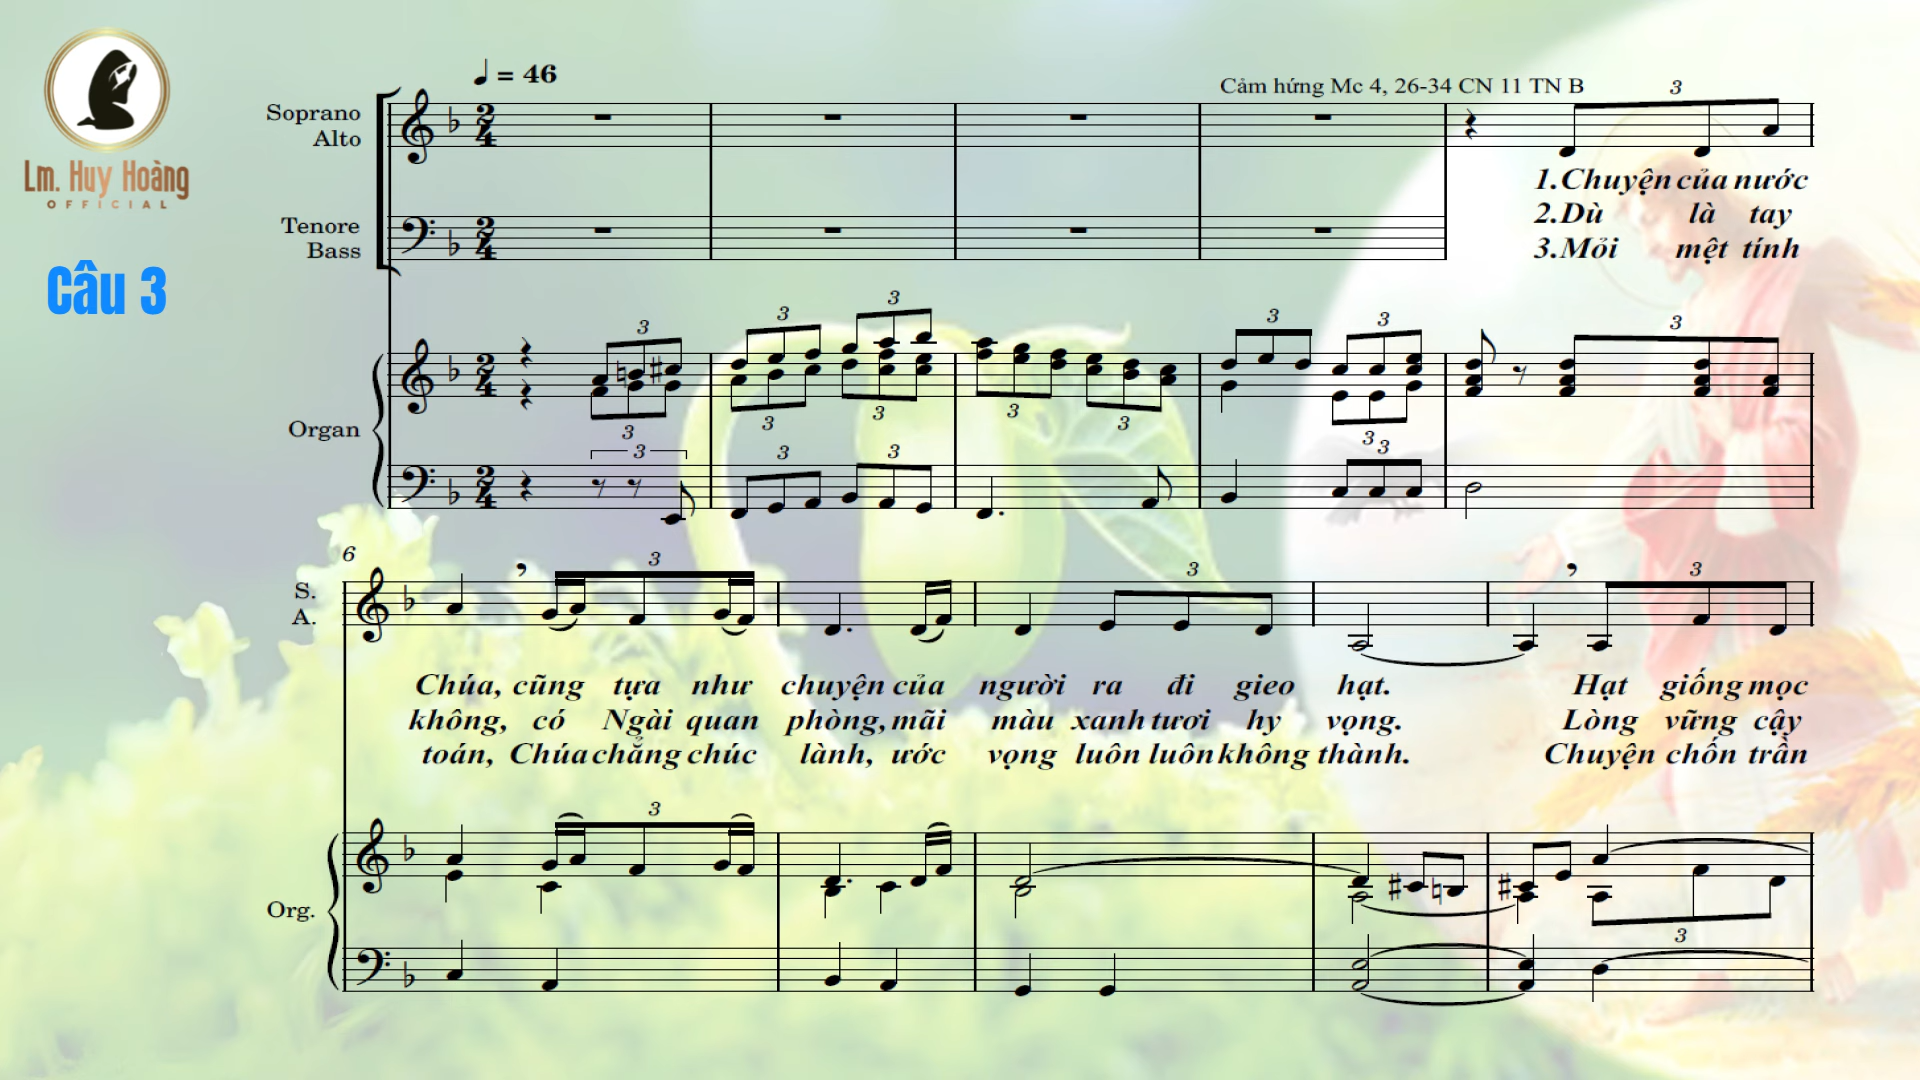 Lm. Huy Hoàng
OFFICIAL
Câu 3
= 46
Cảm hứng Mc 4, 26-34 CN 11 TN B
Soprano
Alto
Tenore
Bass
1.Chuyện của nước
2.Dù là tay
3.Mỏi mệt tính
Organ
6
S.
A.
Chúa, cũng tựa như chuyện của người ra đi gieo hạt. Hạt giống mọc
không, có Ngài quan phòng, mãi màu xanh tươi hy vọng. Lòng vững cậy
toán, Chúa chẳng chúc lành, ước vọng luôn luôn không thành. Chuyện chốn trần
Org.